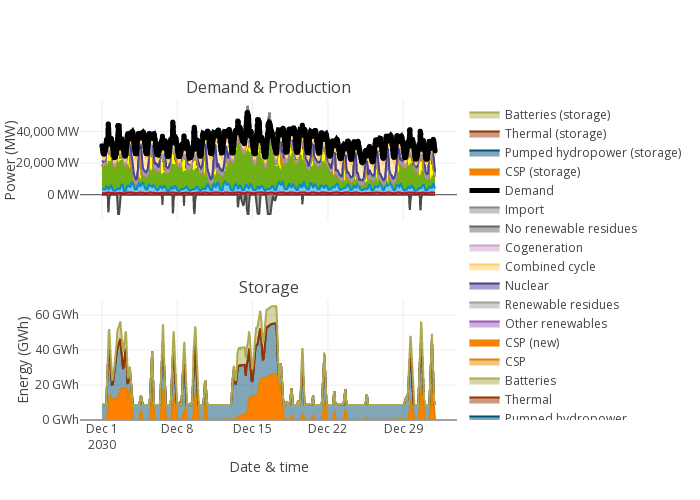 Demand & Production
Power (MW)
40,000 MW
20,000 MW
0 MW
Storage
Energy (GWh)
60 GWh
40 GWh
20 GWh
0 GWh
Dec 1
2030
Dec 8
Dec 15
Dec 22
Dec 29
Date & time
Batteries (storage)
Thermal (storage)
Pumped hydropower (storage)
CSP (storage)
Demand
Import
No renewable residues
Cogeneration
Combined cycle
Nuclear
Renewable residues
Other renewables
CSP (new)
CSP
Batteries
Thermal
Pumped hydropower